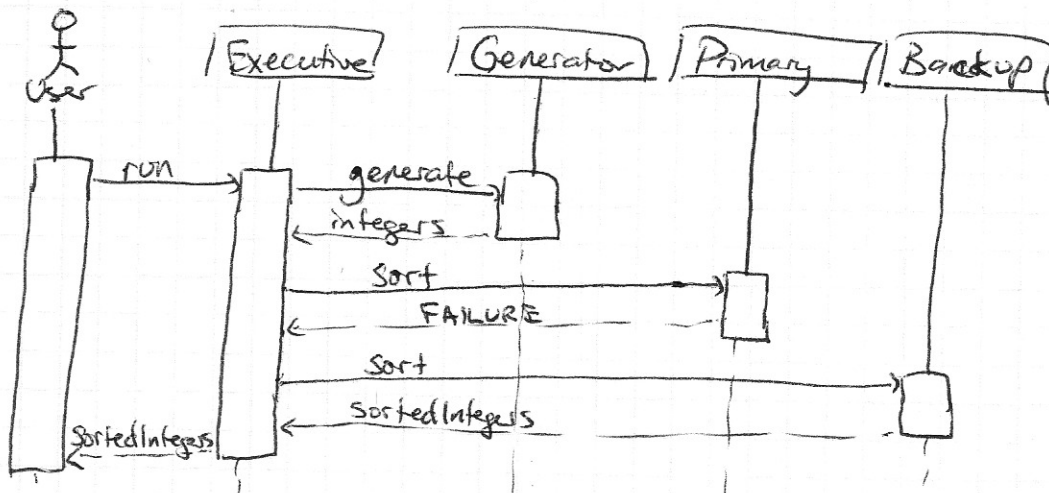 User
Executive
Generator
Primary
Backup
run
generate
integers
Sort
FAILURE
Sort
sortedIntegers
SortedIntegers